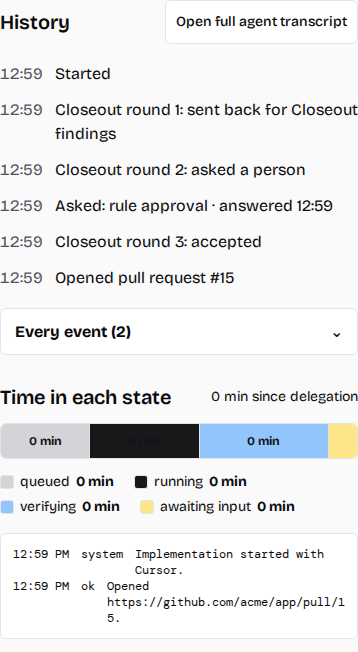 History
Open full agent transcript
12:59 Started
12:59 Closeout round 1: sent back for Closeout
findings
12:59 Closeout round 2: asked a person
12:59 Asked: rule approval · answered 12:59
12:59 Closeout round 3: accepted
12:59 Opened pull request #15
Every event (2)
Time in each state
0 min since delegation
0 min 0 min 0 min
queued 0 min running 0 min
verifying 0 min awaiting input 0 min
12:59 PM system Implementation started with
Cursor.
12:59 PM ok Opened
https://github.com/acme/app/pull/1
5.